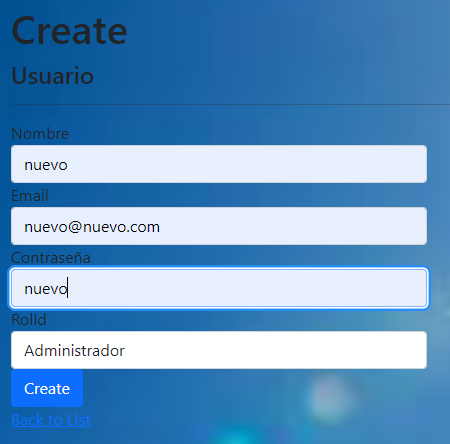 Create
Usuario
Nombre
nuevo
Email
nuevo@nuevo.com
Contraseña
nuevo
RolId
Administrador
Create
Back to List